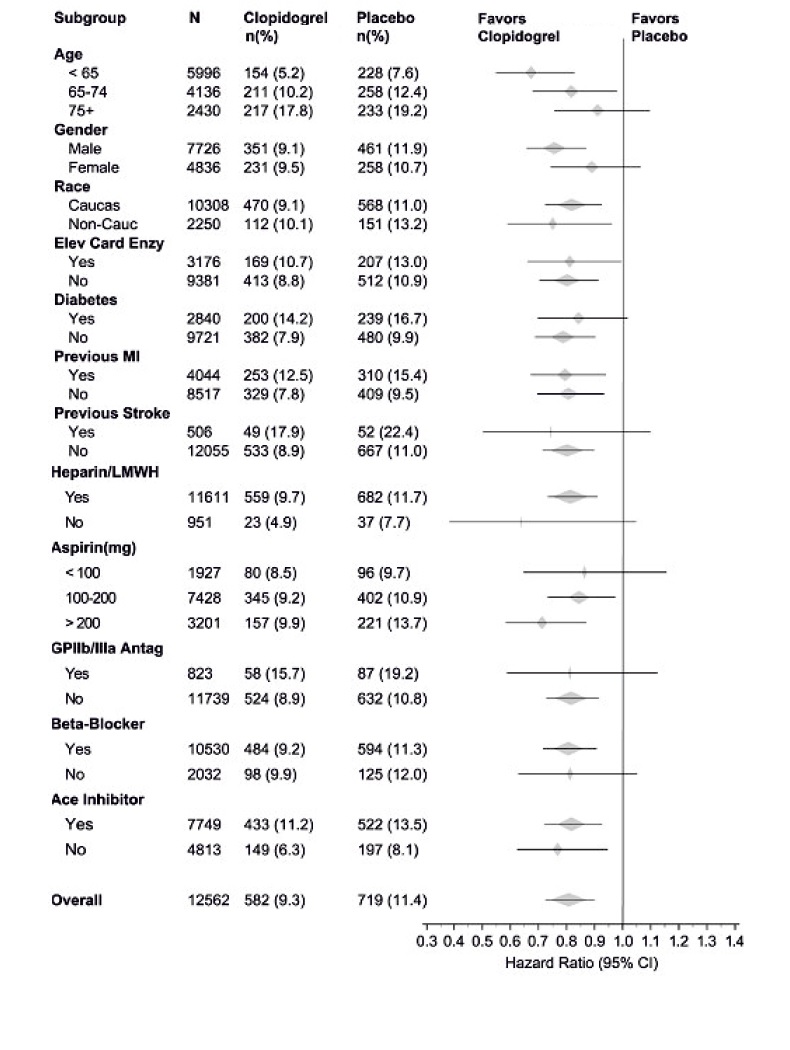 Subgroup N Clopidogrel n(%) Placebo n(%) Favors Clopidogrel Favors Placebo
Age
< 65 5996 154 (5.2) 228 (7.6)
65-74 4136 211 (10.2) 258 (12.4)
75+ 2430 217 (17.8) 233 (19.2)
Gender
Male 7726 351 (9.1) 461 (11.9)
Female 4836 231 (9.5) 258 (10.7)
Race
Caucas 10308 470 (9.1) 568 (11.0)
Non-Cauc 2250 112 (10.1) 151 (13.2)
Elev Card Enzy
Yes 3176 169 (10.7) 207 (13.0)
No 9381 413 (8.8) 512 (10.9)
Diabetes
Yes 2840 200 (14.2) 239 (16.7)
No 9721 382 (7.9) 480 (9.9)
Previous MI
Yes 4044 253 (12.5) 310 (15.4)
No 8517 329 (7.8) 409 (9.5)
Previous Stroke
Yes 506 49 (17.9) 52 (22.4)
No 12055 533 (8.9) 667 (11.0)
Heparin/LMWH
Yes 11611 559 (9.7) 682 (11.7)
No 951 23 (4.9) 37 (7.7)
Aspirin(mg)
< 100 1927 80 (8.5) 96 (9.7)
100-200 7428 345 (9.2) 402 (10.9)
> 200 3201 157 (9.9) 221 (13.7)
GPIIb/IIIa Antag
Yes 823 58 (15.7) 87 (19.2)
No 11739 524 (8.9) 632 (10.8)
Beta-Blocker
Yes 10530 484 (9.2) 594 (11.3)
No 2032 98 (9.9) 125 (12.0)
Ace Inhibitor
Yes 7749 433 (11.2) 522 (13.5)
No 4813 149 (6.3) 197 (8.1)
Overall 12562 582 (9.3) 719 (11.4)
0.3 0.4 0.5 0.6 0.7 0.8 0.9 1.0 1.1 1.2 1.3 1.4
Hazard Ratio (95% CI)